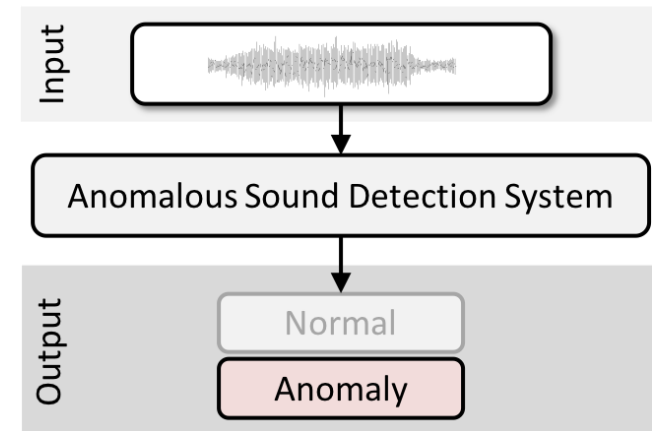 Input
Anomalous Sound Detection System
Output
Normal
Anomaly